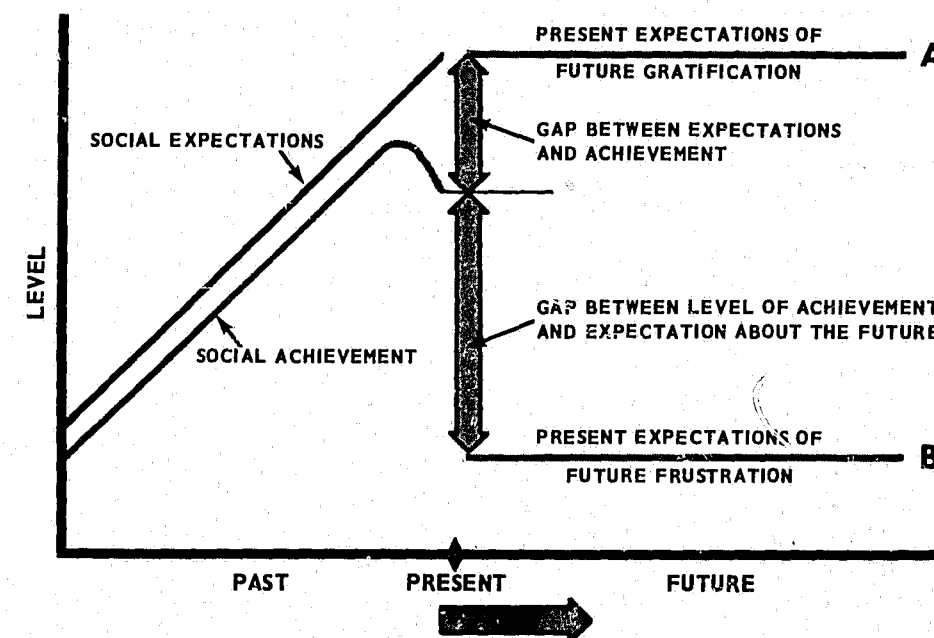 PRESENT EXPECTATIONS OF
FUTURE GRATIFICATION
A
SOCIAL EXPECTATIONS
GAP BETWEEN EXPECTATIONS
AND ACHIEVEMENT
LEVEL
GAP BETWEEN LEVEL OF ACHIEVEMENT
AND EXPECTATION ABOUT THE FUTURE
SOCIAL ACHIEVEMENT
PRESENT EXPECTATIONS OF
FUTURE FRUSTRATION
B
PAST
PRESENT
FUTURE